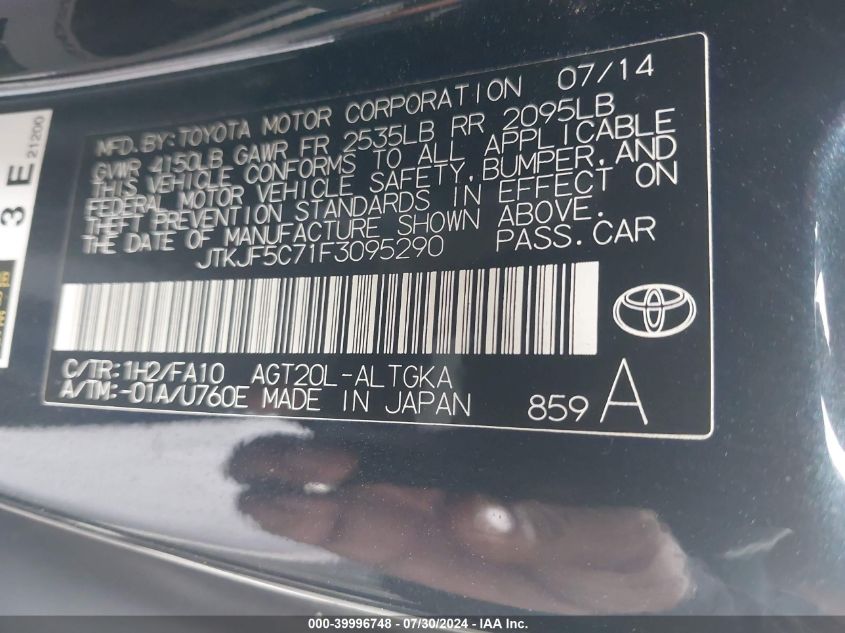 MFD. BY: TOYOTA MOTOR CORPORATION 07/14
GVWR 4150LB GAWR FR 2535LB RR 2095LB
THIS VEHICLE CONFORMS TO ALL APPLICABLE
FEDERAL MOTOR VEHICLE SAFETY, BUMPER, AND
THEFT PREVENTION STANDARDS IN EFFECT ON
THE DATE OF MANUFACTURE SHOWN ABOVE.
JTKJF5C71F3095290 PASS. CAR
C/TR: 1H2/FA10 AGT20L-ALTGKA
A/TM: -01A/U760E MADE IN JAPAN 859 A
3 E
21200
000-39996748 - 07/30/2024 - IAA Inc.